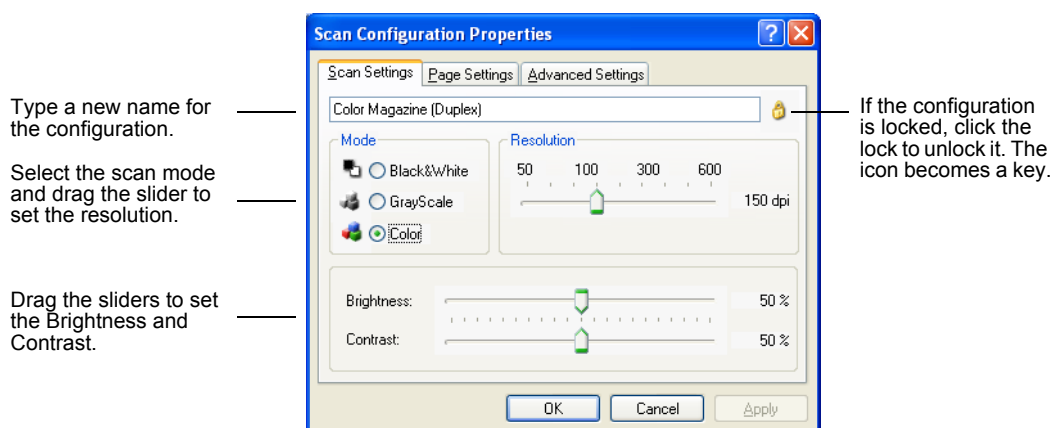 Scan Configuration Properties
Scan Settings Page Settings Advanced Settings
Type a new name for
the configuration.
Color Magazine (Duplex)
If the configuration
is locked, click the
lock to unlock it. The
icon becomes a key.
Select the scan mode
and drag the slider to
set the resolution.
Mode
Black&White
GrayScale
Color
Resolution
50 100 300 600
150 dpi
Drag the sliders to set
the Brightness and
Contrast.
Brightness: 50 %
Contrast: 50 %
OK Cancel Apply